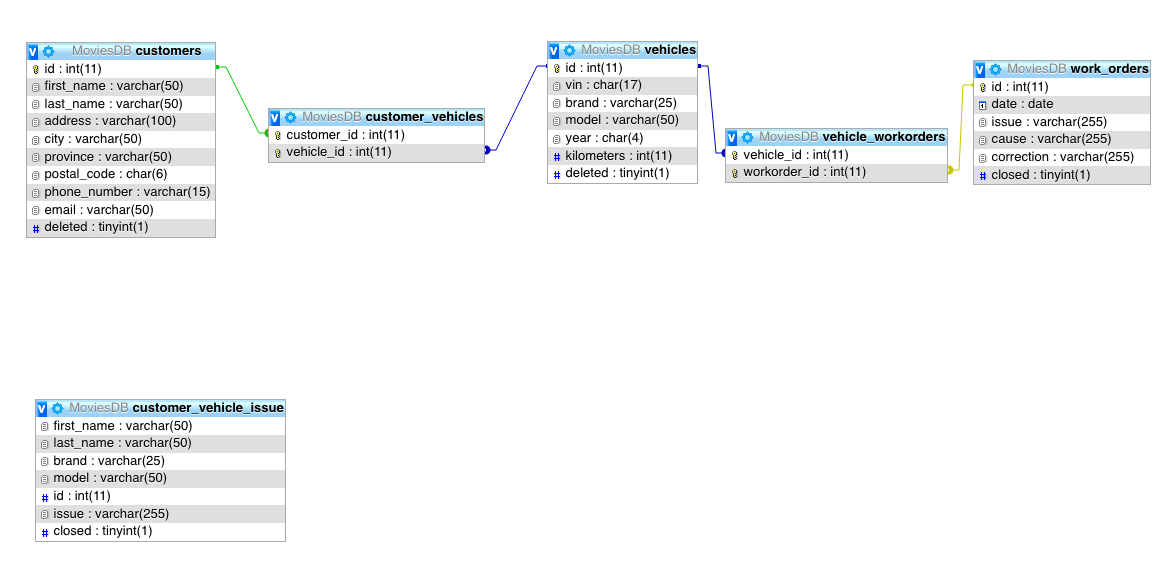 V MoviesDB customers
id : int(11)
first_name : varchar(50)
last_name : varchar(50)
address : varchar(100)
city : varchar(50)
province : varchar(50)
postal_code : char(6)
phone_number : varchar(15)
email : varchar(50)
# deleted : tinyint(1)
V MoviesDB customer_vehicles
customer_id : int(11)
vehicle_id : int(11)
V MoviesDB vehicles
id : int(11)
vin : char(17)
brand : varchar(25)
model : varchar(50)
year : char(4)
# kilometers : int(11)
# deleted : tinyint(1)
V MoviesDB vehicle_workorders
vehicle_id : int(11)
workorder_id : int(11)
V MoviesDB work_orders
id : int(11)
date : date
issue : varchar(255)
cause : varchar(255)
correction : varchar(255)
# closed : tinyint(1)
V MoviesDB customer_vehicle_issue
first_name : varchar(50)
last_name : varchar(50)
brand : varchar(25)
model : varchar(50)
# id : int(11)
issue : varchar(255)
# closed : tinyint(1)